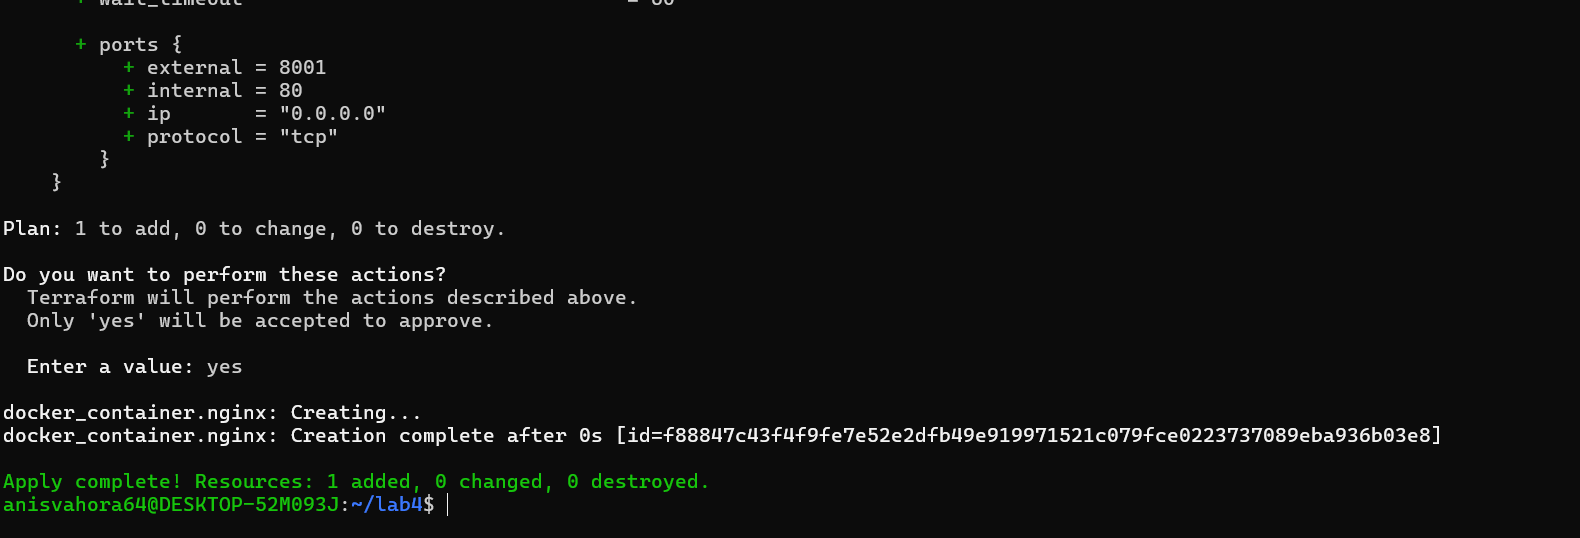 + wait_timeout = 60
+ ports {
+ external = 8001
+ internal = 80
+ ip = "0.0.0.0"
+ protocol = "tcp"
}
}
Plan: 1 to add, 0 to change, 0 to destroy.
Do you want to perform these actions?
Terraform will perform the actions described above.
Only 'yes' will be accepted to approve.
Enter a value: yes
docker_container.nginx: Creating...
docker_container.nginx: Creation complete after 0s [id=f88847c43f4f9fe7e52e2dfb49e919971521c079fce0223737089eba936b03e8]
Apply complete! Resources: 1 added, 0 changed, 0 destroyed.
anisvahora64@DESKTOP-52M093J:~/lab4$